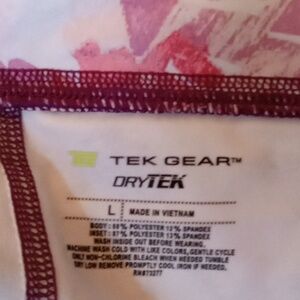 TEK GEAR™
DRYTEK
L MADE IN VIETNAM
BODY: 88% POLYESTER 12% SPANDEX
INSET: 87% POLYESTER 13% SPANDEX
WASH INSIDE OUT BEFORE WEARING.
MACHINE WASH COLD WITH LIKE COLORS, GENTLE CYCLE
ONLY NON-CHLORINE BLEACH WHEN NEEDED TUMBLE
DRY LOW REMOVE PROMPTLY COOL IRON IF NEEDED.
RN#73277